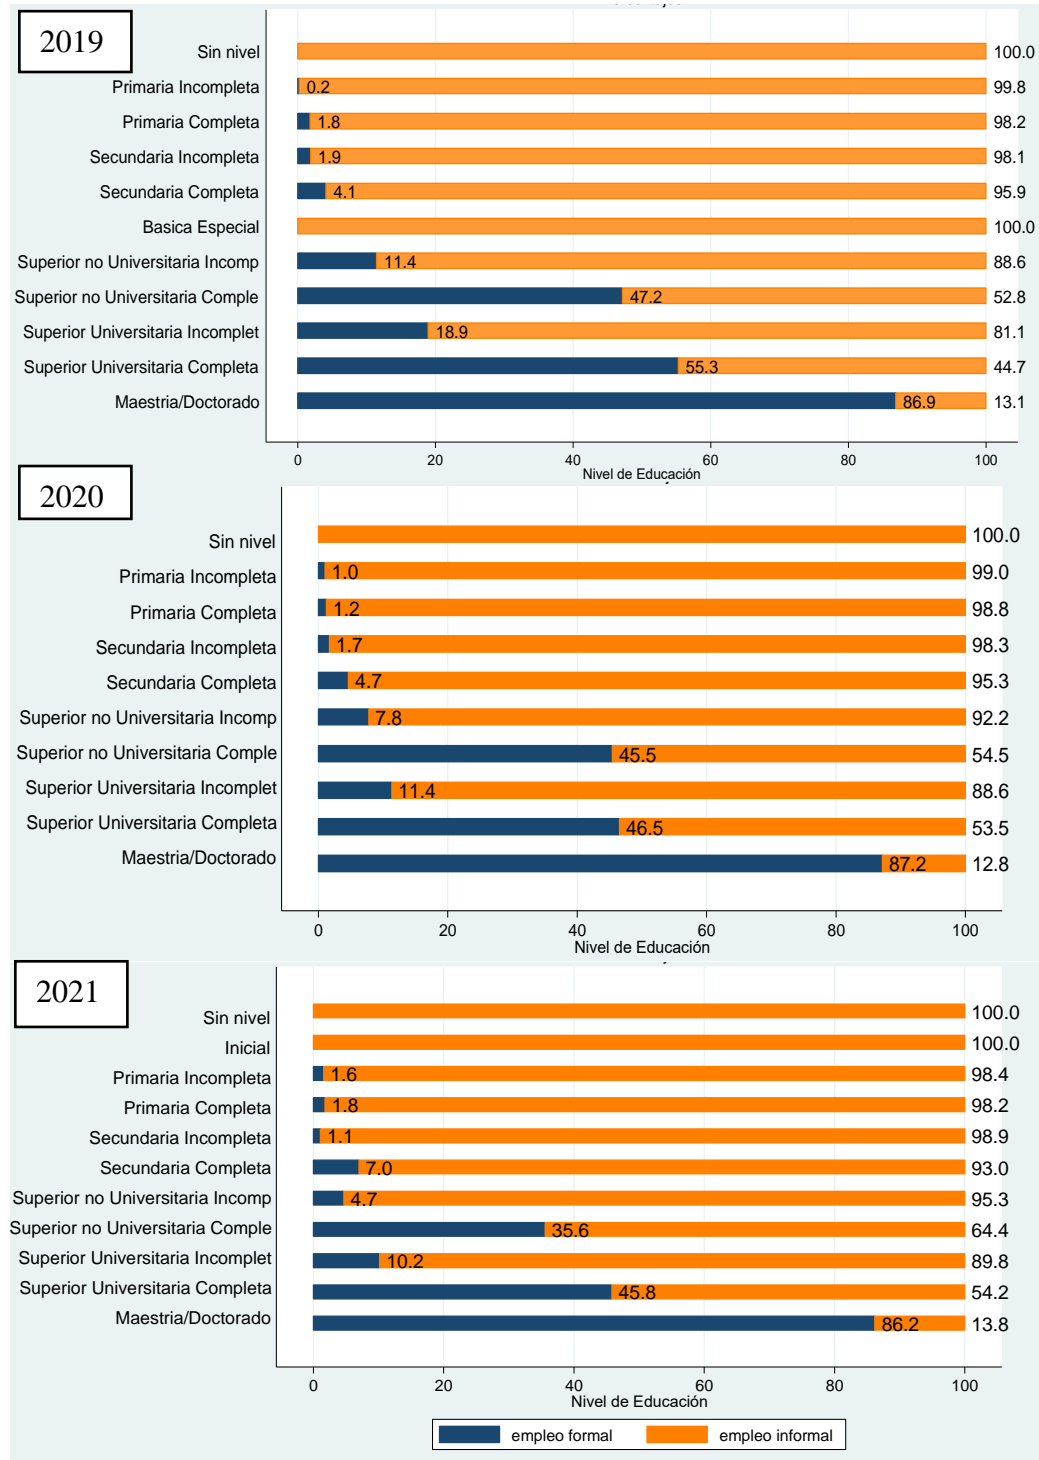 2019
Sin nivel 100.0
Primaria Incompleta 0.2 99.8
Primaria Completa 1.8 98.2
Secundaria Incompleta 1.9 98.1
Secundaria Completa 4.1 95.9
Basica Especial 100.0
Superior no Universitaria Incomp 11.4 88.6
Superior no Universitaria Comple 47.2 52.8
Superior Universitaria Incomplet 18.9 81.1
Superior Universitaria Completa 55.3 44.7
Maestria/Doctorado 86.9 13.1
0 20 40 60 80 100
Nivel de Educación
2020
Sin nivel 100.0
Primaria Incompleta 1.0 99.0
Primaria Completa 1.2 98.8
Secundaria Incompleta 1.7 98.3
Secundaria Completa 4.7 95.3
Superior no Universitaria Incomp 7.8 92.2
Superior no Universitaria Comple 45.5 54.5
Superior Universitaria Incomplet 11.4 88.6
Superior Universitaria Completa 46.5 53.5
Maestria/Doctorado 87.2 12.8
0 20 40 60 80 100
Nivel de Educación
2021
Sin nivel 100.0
Inicial 100.0
Primaria Incompleta 1.6 98.4
Primaria Completa 1.8 98.2
Secundaria Incompleta 1.1 98.9
Secundaria Completa 7.0 93.0
Superior no Universitaria Incomp 4.7 95.3
Superior no Universitaria Comple 35.6 64.4
Superior Universitaria Incomplet 10.2 89.8
Superior Universitaria Completa 45.8 54.2
Maestria/Doctorado 86.2 13.8
0 20 40 60 80 100
Nivel de Educación
empleo formal empleo informal